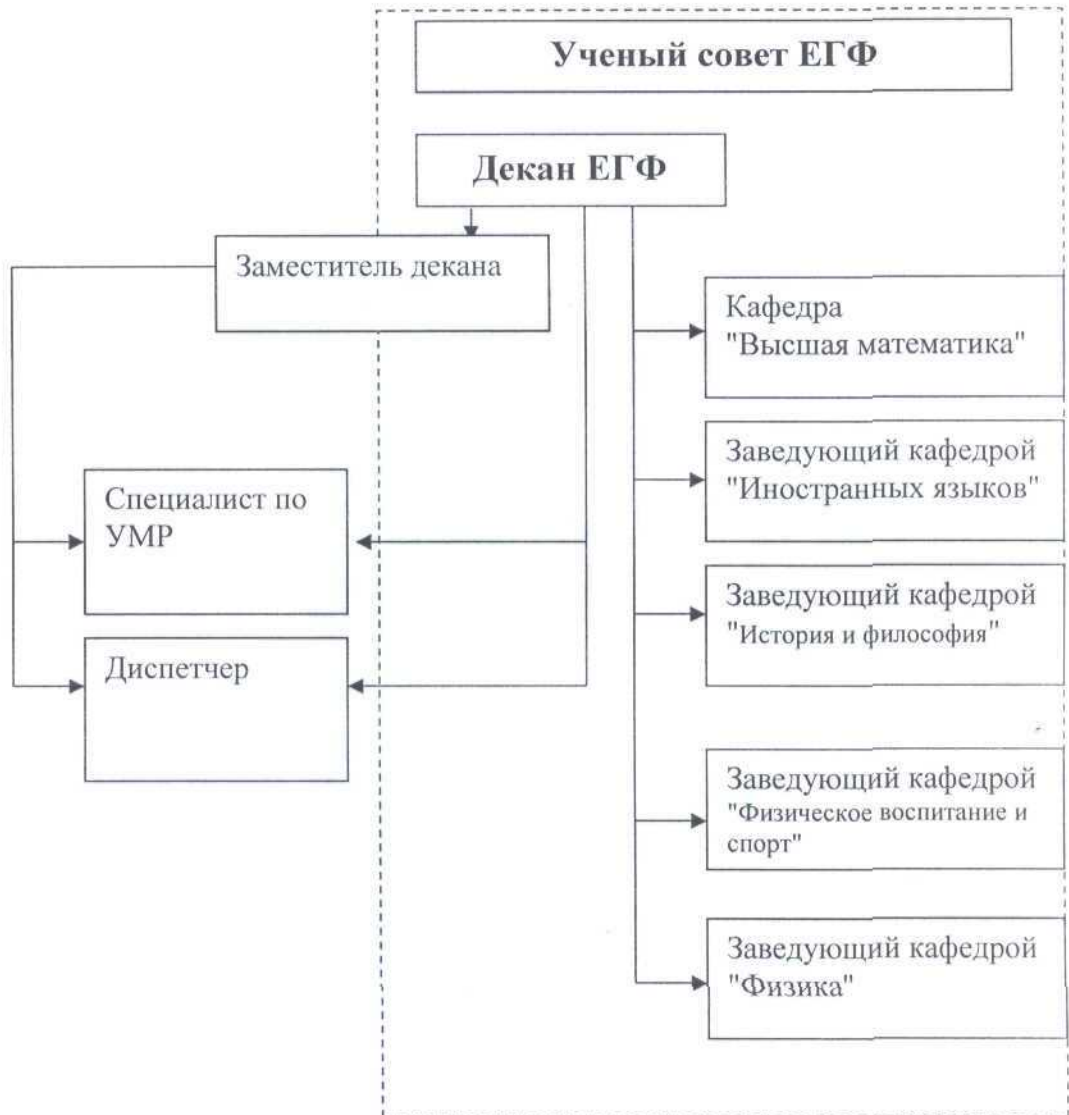 Ученый совет ЕГФ
Декан ЕГФ
Заместитель декана
Кафедра
"Высшая математика"
Заведующий кафедрой
"Иностранных языков"
Специалист по
УМР
Заведующий кафедрой
"История и философия"
Диспетчер
Заведующий кафедрой
"Физическое воспитание и
спорт"
Заведующий кафедрой
"Физика"